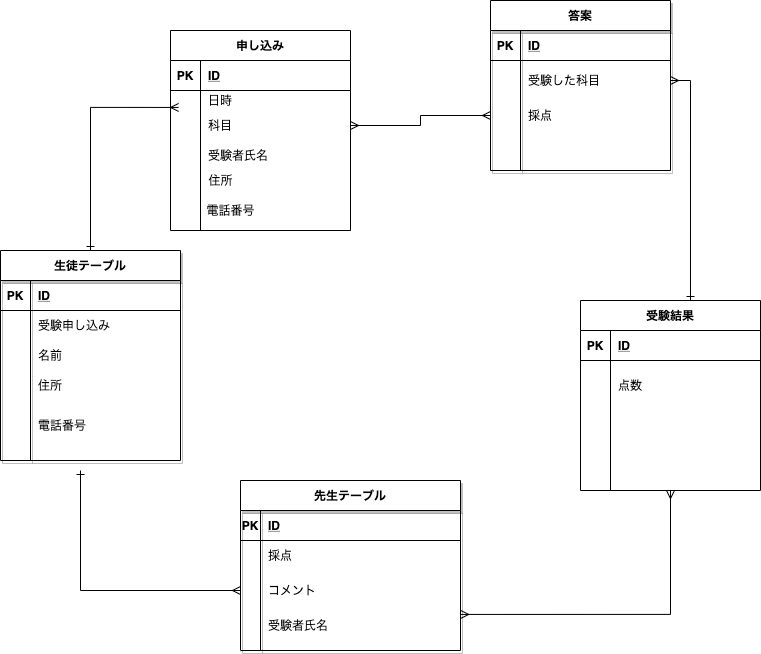 答案
PK ID
受験した科目
採点
申し込み
PK ID
日時
科目
受験者氏名
住所
電話番号
生徒テーブル
PK ID
受験申し込み
名前
住所
電話番号
受験結果
PK ID
点数
先生テーブル
PK ID
採点
コメント
受験者氏名